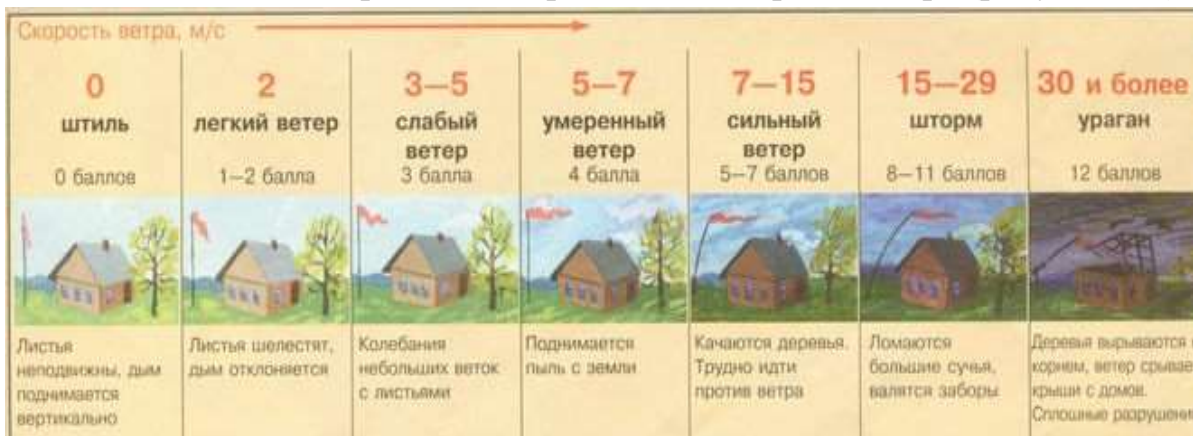 Скорость ветра, м/с
0
штиль
0 баллов
2
легкий ветер
1—2 балла
3—5
слабый
ветер
3 балла
5—7
умеренный
ветер
4 балла
7—15
сильный
ветер
5—7 баллов
15—29
шторм
8—11 баллов
30 и более
ураган
12 баллов
Листья
неподвижны, дым
поднимается
вертикально
Листья шелестят,
дым отклоняется
Колебания
небольших веток
с листьями
Поднимается
пыль с земли
Качаются деревья.
Трудно идти
против ветра
Ломаются
большие сучья,
валятся заборы
Деревья вырываются
корнем, ветер срывае
крыши с домов.
Сплошные разрушени